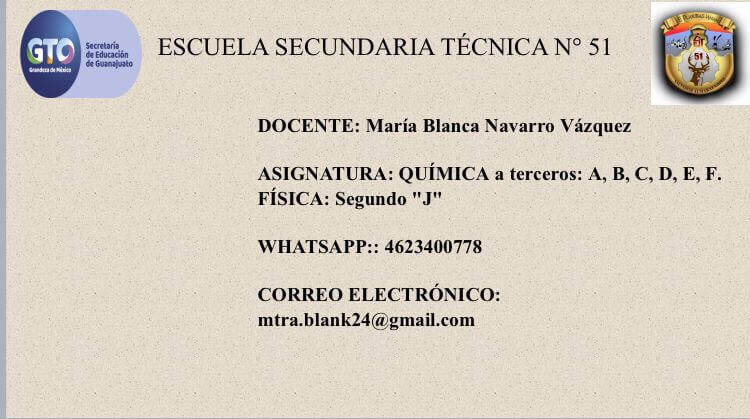 GTO
Grandeza de México
Secretaría
de Educación
de Guanajuato
ESCUELA SECUNDARIA TÉCNICA N° 51
51
DOCENTE: María Blanca Navarro Vázquez
ASIGNATURA: QUÍMICA a terceros: A, B, C, D, E, F.
FÍSICA: Segundo "J"
WHATSAPP:: 4623400778
CORREO ELECTRÓNICO:
mtra.blank24@gmail.com